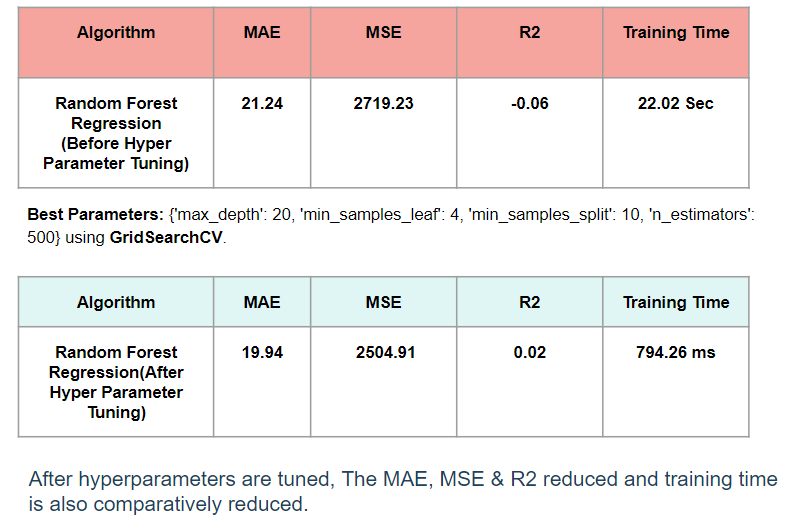 Algorithm MAE MSE R2 Training Time
Random Forest 21.24 2719.23 -0.06 22.02 Sec
Regression
(Before Hyper
Parameter Tuning)
Best Parameters: {'max_depth': 20, 'min_samples_leaf': 4, 'min_samples_split': 10, 'n_estimators':
500} using GridSearchCV.
Algorithm MAE MSE R2 Training Time
Random Forest 19.94 2504.91 0.02 794.26 ms
Regression(After
Hyper Parameter
Tuning)
After hyperparameters are tuned, The MAE, MSE & R2 reduced and training time
is also comparatively reduced.